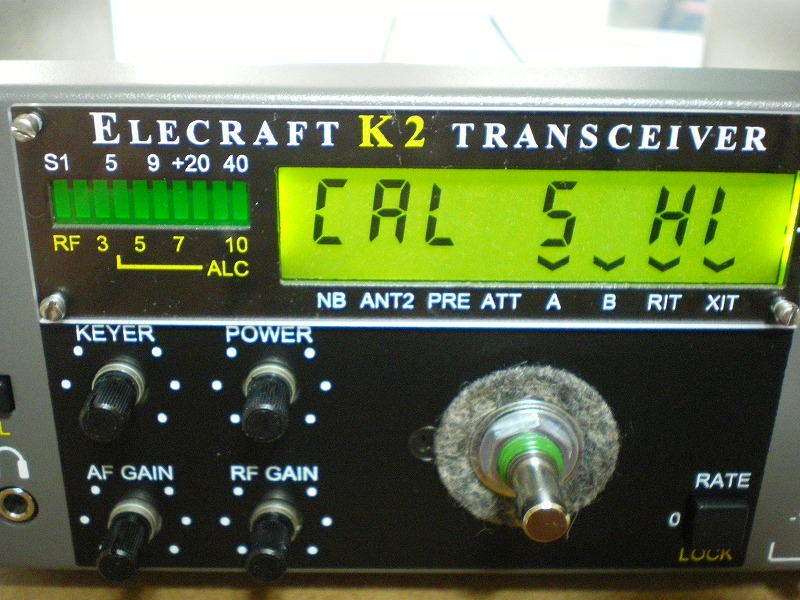 ELECRAFT K2 TRANSCEIVER
S1 5 9 +20 40
CAL S HI
RF 3 5 7 10
ALC
NB ANT2 PRE ATT A B RIT XIT
KEYER POWER
AF GAIN RF GAIN
RATE
0
LOCK